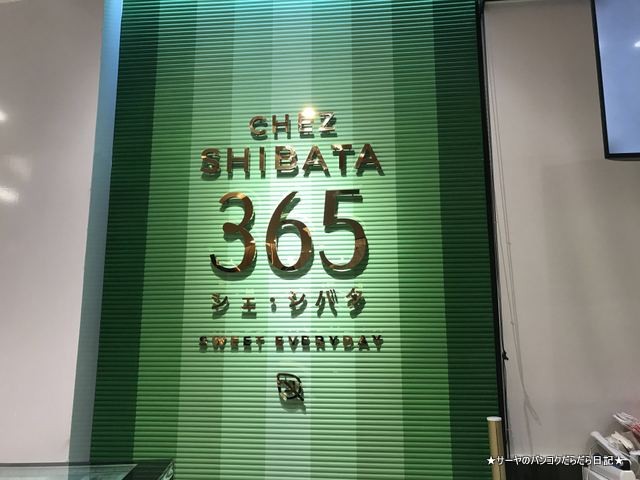 CHEZ
SHIBATA
365
シェ・シバタ
SWEET EVERYDAY
★サーヤのバンコクだらだら日記★